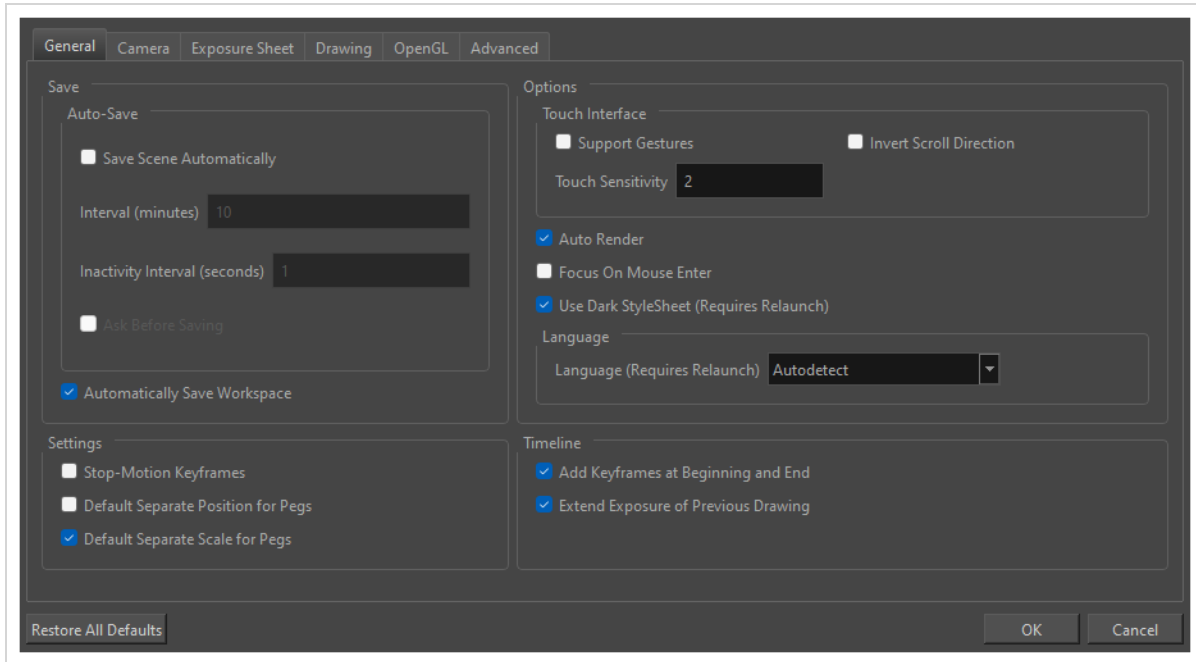 General Camera Exposure Sheet Drawing OpenGL Advanced
Save
Auto-Save
Save Scene Automatically
Interval (minutes) 10
Inactivity Interval (seconds) 1
Ask Before Saving
Automatically Save Workspace
Options
Touch Interface
Support Gestures Invert Scroll Direction
Touch Sensitivity 2
Auto Render
Focus On Mouse Enter
Use Dark StyleSheet (Requires Relaunch)
Language
Language (Requires Relaunch) Autodetect
Settings
Stop-Motion Keyframes
Default Separate Position for Pegs
Default Separate Scale for Pegs
Timeline
Add Keyframes at Beginning and End
Extend Exposure of Previous Drawing
Restore All Defaults OK Cancel